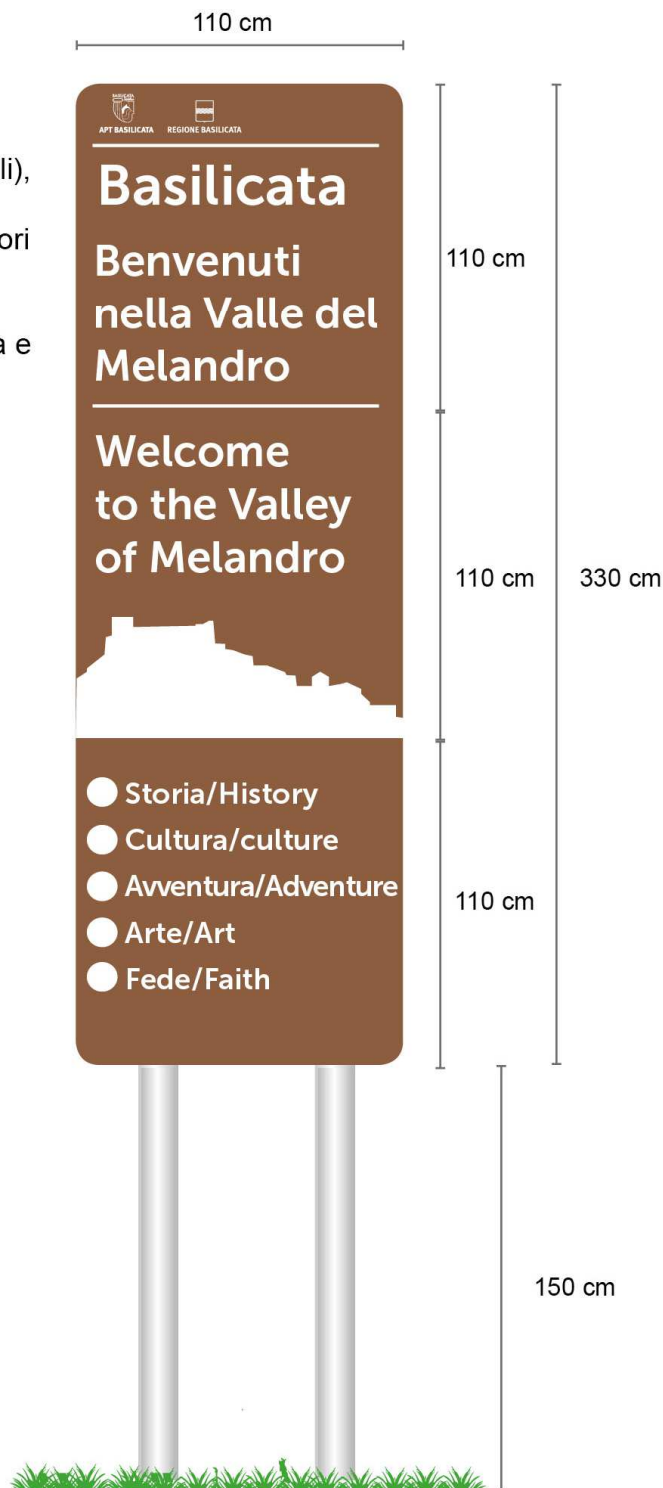 110 cm
li),
ori
a e
BASILICATA
APT BASILICATA REGIONE BASILICATA
Basilicata
Benvenuti
nella Valle del
Melandro
Welcome
to the Valley
of Melandro
Storia/History
Cultura/culture
Avventura/Adventure
Arte/Art
Fede/Faith
110 cm
110 cm
330 cm
110 cm
150 cm